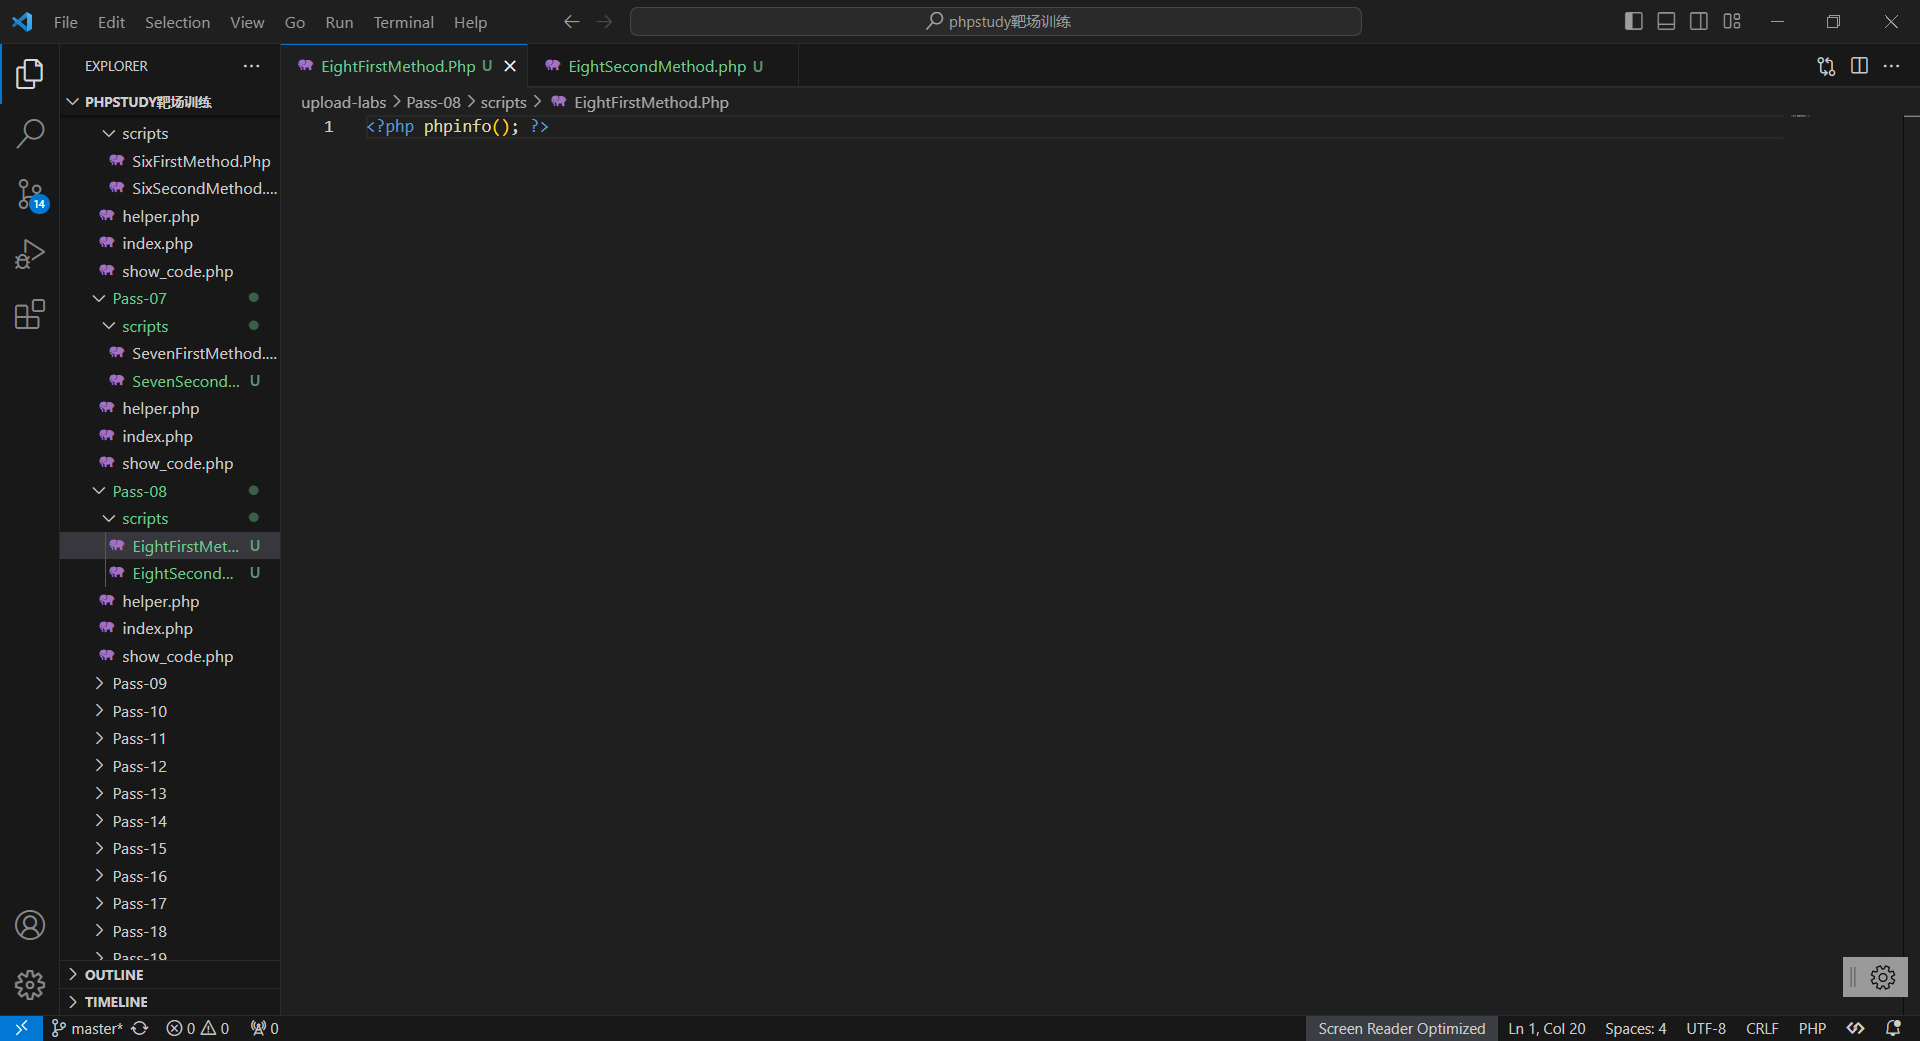 File Edit Selection View Go Run Terminal Help
phpstudy靶场训练
EXPLORER
EightFirstMethod.Php U
EightSecondMethod.php U
PHPSTUDY靶场训练
upload-labs > Pass-08 > scripts > EightFirstMethod.Php
1 <?php phpinfo(); ?>
scripts
SixFirstMethod.Php
SixSecondMethod....
14
helper.php
index.php
show_code.php
Pass-07
scripts
SevenFirstMethod....
SevenSecond... U
helper.php
index.php
show_code.php
Pass-08
scripts
EightFirstMet... U
EightSecond... U
helper.php
index.php
show_code.php
Pass-09
Pass-10
Pass-11
Pass-12
Pass-13
Pass-14
Pass-15
Pass-16
Pass-17
Pass-18
Pass-19
OUTLINE
TIMELINE
master* 0 0 0
Screen Reader Optimized Ln 1, Col 20 Spaces: 4 UTF-8 CRLF PHP